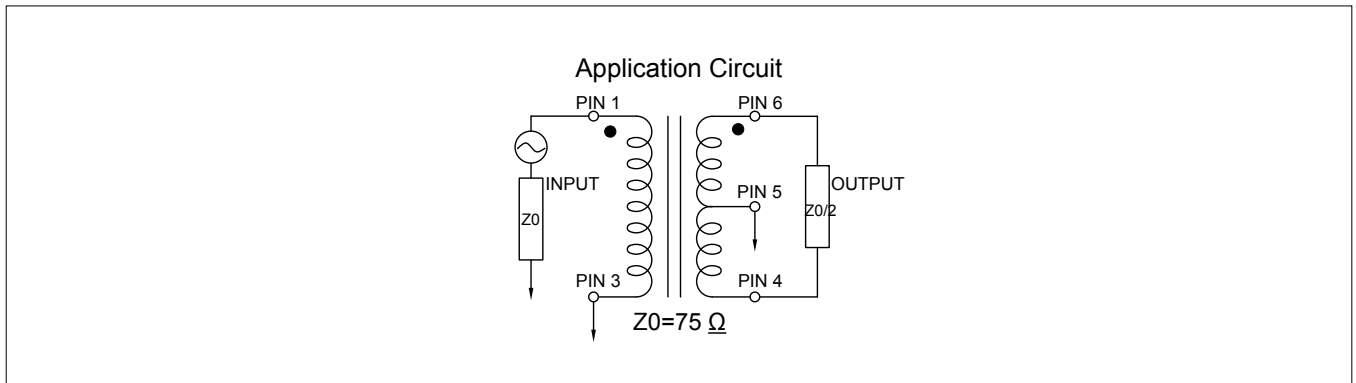 Application Circuit
PIN 1
PIN 6
INPUT
Z0
PIN 5
OUTPUT
Z0/2
PIN 3
PIN 4
Z0=75 Ω